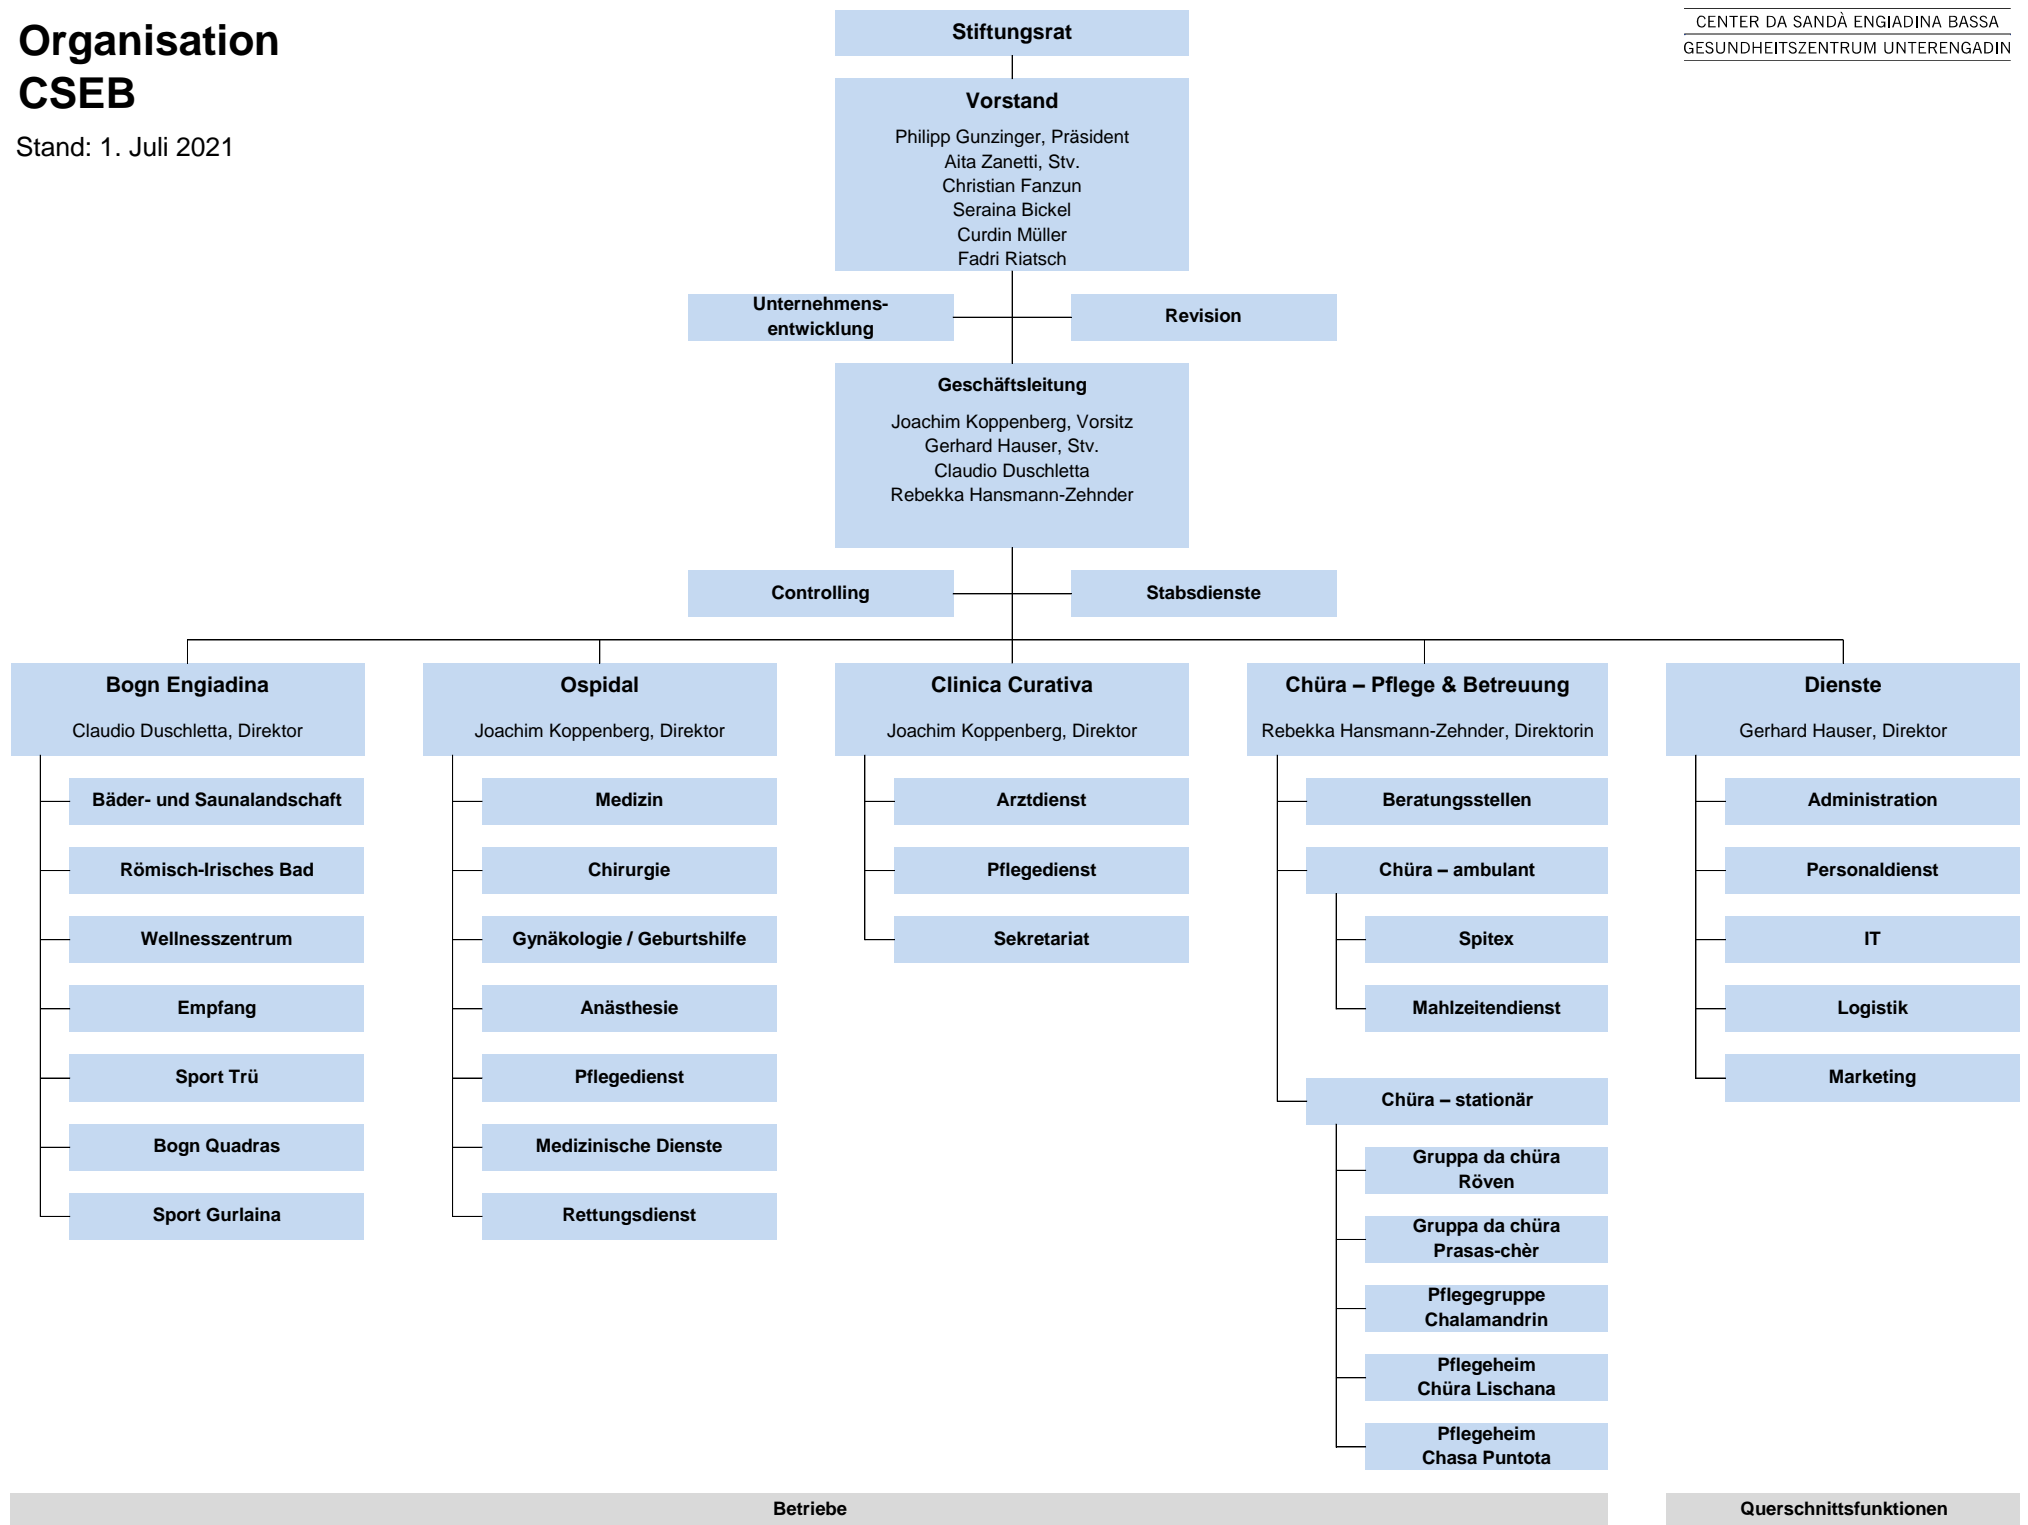 Organisation
CSEB
Stand: 1. Juli 2021
CENTER DA SANDÀ ENGIADINA BASSA
GESUNDHEITSZENTRUM UNTERENGADIN
Stiftungsrat
Vorstand
Philipp Gunzinger, Präsident
Aita Zanetti, Stv.
Christian Fanzun
Seraina Bickel
Curdin Müller
Fadri Riatsch
Unternehmens-
entwicklung
Revision
Geschäftsleitung
Joachim Koppenberg, Vorsitz
Gerhard Hauser, Stv.
Claudio Duschletta
Rebekka Hansmann-Zehnder
Controlling
Stabsdienste
Bogn Engiadina
Claudio Duschletta, Direktor
Bäder- und Saunalandschaft
Römisch-Irisches Bad
Wellnesszentrum
Empfang
Sport Trü
Bogn Quadras
Sport Gurlaina
Ospidal
Joachim Koppenberg, Direktor
Medizin
Chirurgie
Gynäkologie / Geburtshilfe
Anästhesie
Pflegedienst
Medizinische Dienste
Rettungsdienst
Clinica Curativa
Joachim Koppenberg, Direktor
Arztdienst
Pflegedienst
Sekretariat
Chüra – Pflege & Betreuung
Rebekka Hansmann-Zehnder, Direktorin
Beratungsstellen
Chüra – ambulant
Spitex
Mahlzeitendienst
Chüra – stationär
Gruppa da chüra
Röven
Gruppa da chüra
Prasas-chèr
Pflegegruppe
Chalamandrin
Pflegeheim
Chüra Lischana
Pflegeheim
Chasa Puntota
Dienste
Gerhard Hauser, Direktor
Administration
Personaldienst
IT
Logistik
Marketing
Betriebe
Querschnittsfunktionen